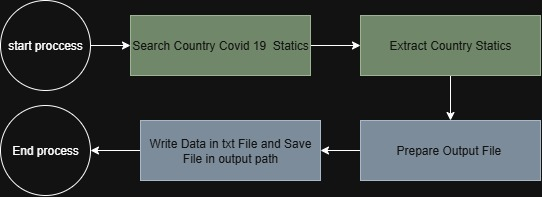 start proccess
Search Country Covid 19 Statics
Extract Country Statics
End process
Write Data in txt File and Save
File in output path
Prepare Output File